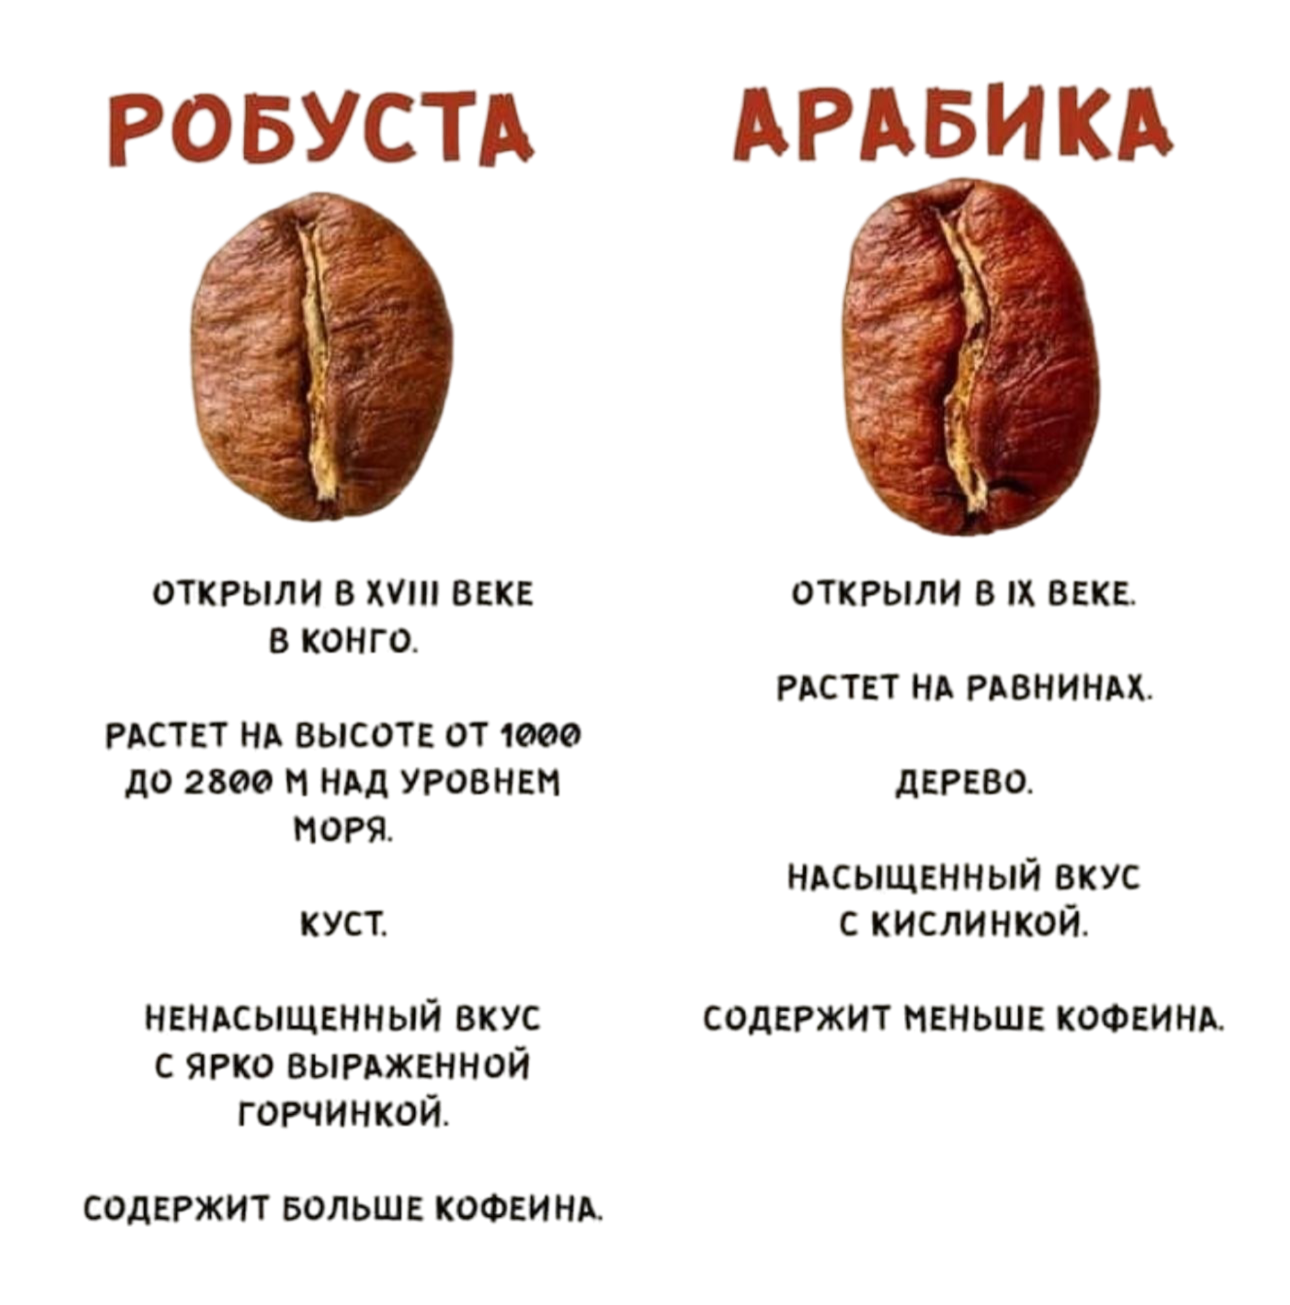 РОБУСТА
ОТКРЫЛИ В XVIII ВЕКЕ
В КОНГО.
РАСТЕТ НА ВЫСОТЕ ОТ 1000
ДО 2800 М НАД УРОВНЕМ
МОРЯ.
КУСТ.
НЕНАСЫЩЕННЫЙ ВКУС
С ЯРКО ВЫРАЖЕННОЙ
ГОРЧИНКОЙ.
СОДЕРЖИТ БОЛЬШЕ КОФЕИНА.
АРАБИКА
ОТКРЫЛИ В IX ВЕКЕ.
РАСТЕТ НА РАВНИНАХ.
ДЕРЕВО.
НАСЫЩЕННЫЙ ВКУС
С КИСЛИНКОЙ.
СОДЕРЖИТ МЕНЬШЕ КОФЕИНА.